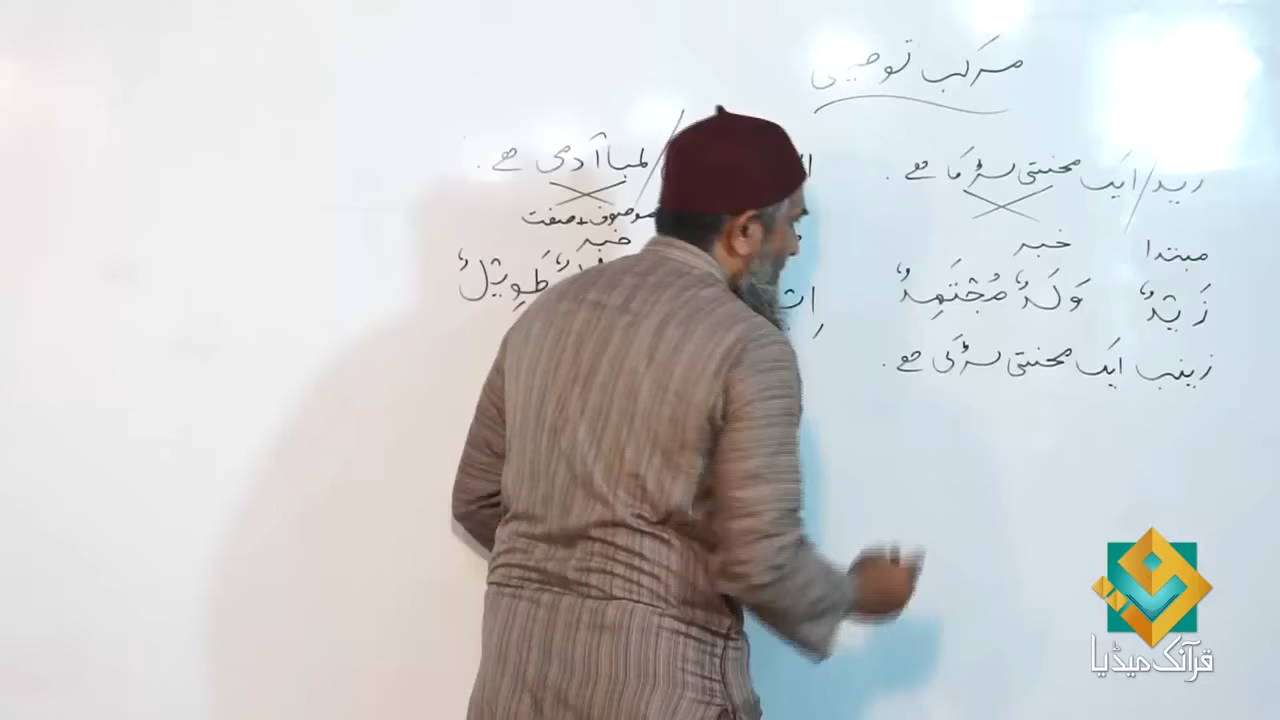 مرکب توصیفی
زید/ایک محنتی لڑکا ہے۔
مبتدا خبر
زَیْدٌ وَلَدٌ مُجْتَهِدٌ
زینب ایک محنتی لڑکی ہے۔
لمبا آدمی ہے۔
موصوف+صفت
خبر
طَوِیْلٌ
قرآنک میڈیا